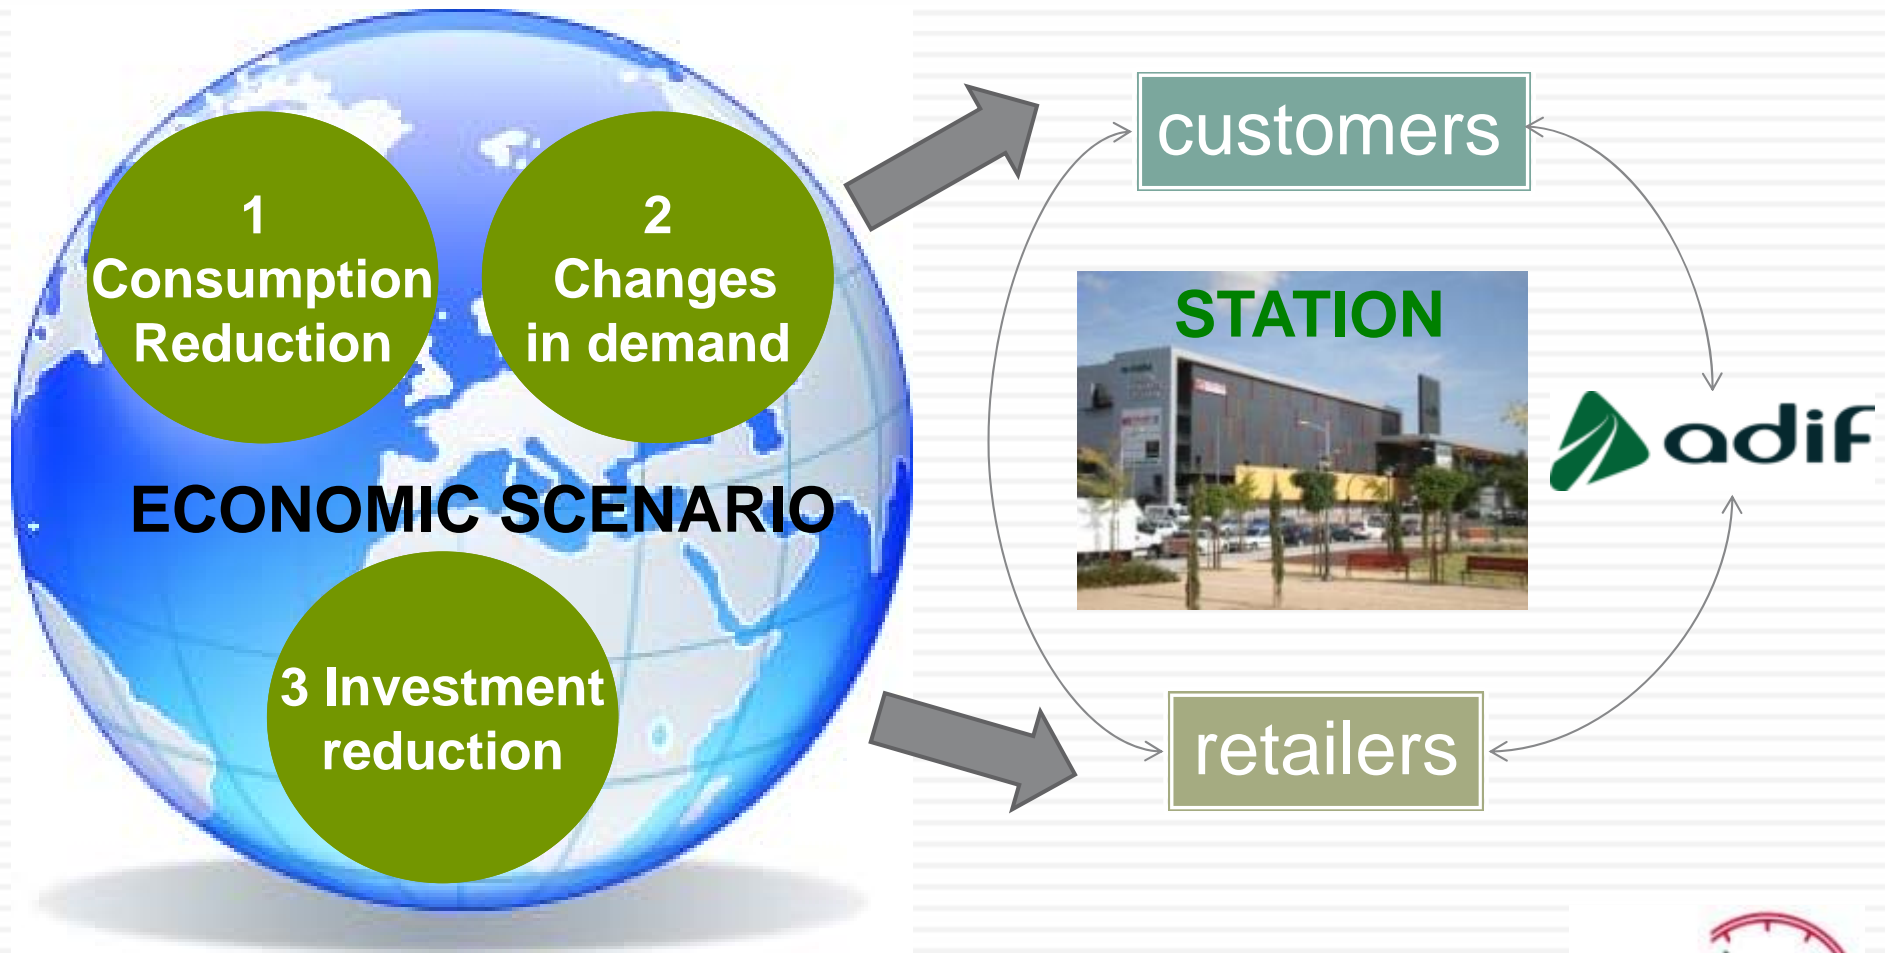 1
Consumption
Reduction
2
Changes
in demand
ECONOMIC SCENARIO
3 Investment
reduction
customers
STATION
adif
retailers